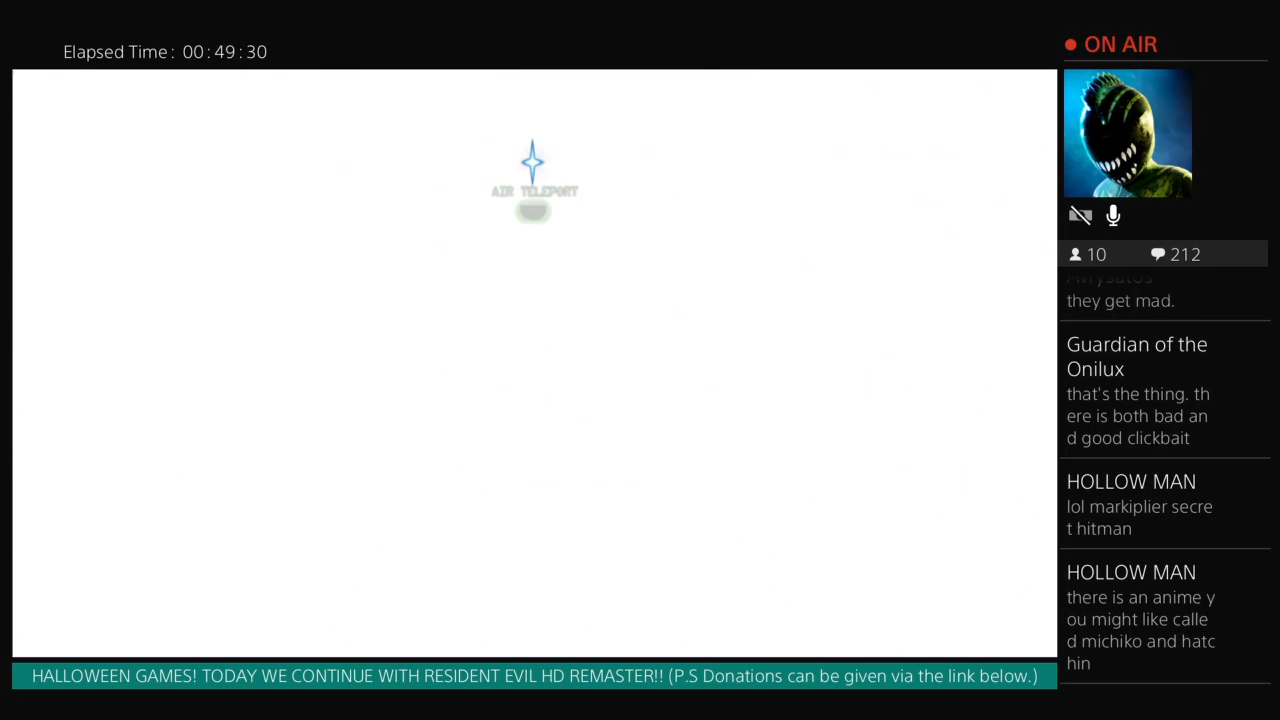 Elapsed Time: 00:49:30
ON AIR
AIR TELEPORT
10 212
they get mad.
Guardian of the
Onilux
that's the thing. th
ere is both bad an
d good clickbait
HOLLOW MAN
lol markiplier secre
t hitman
HOLLOW MAN
there is an anime y
ou might like calle
d michiko and hatc
hin
HALLOWEEN GAMES! TODAY WE CONTINUE WITH RESIDENT EVIL HD REMASTER!! (P.S Donations can be given via the link below.)